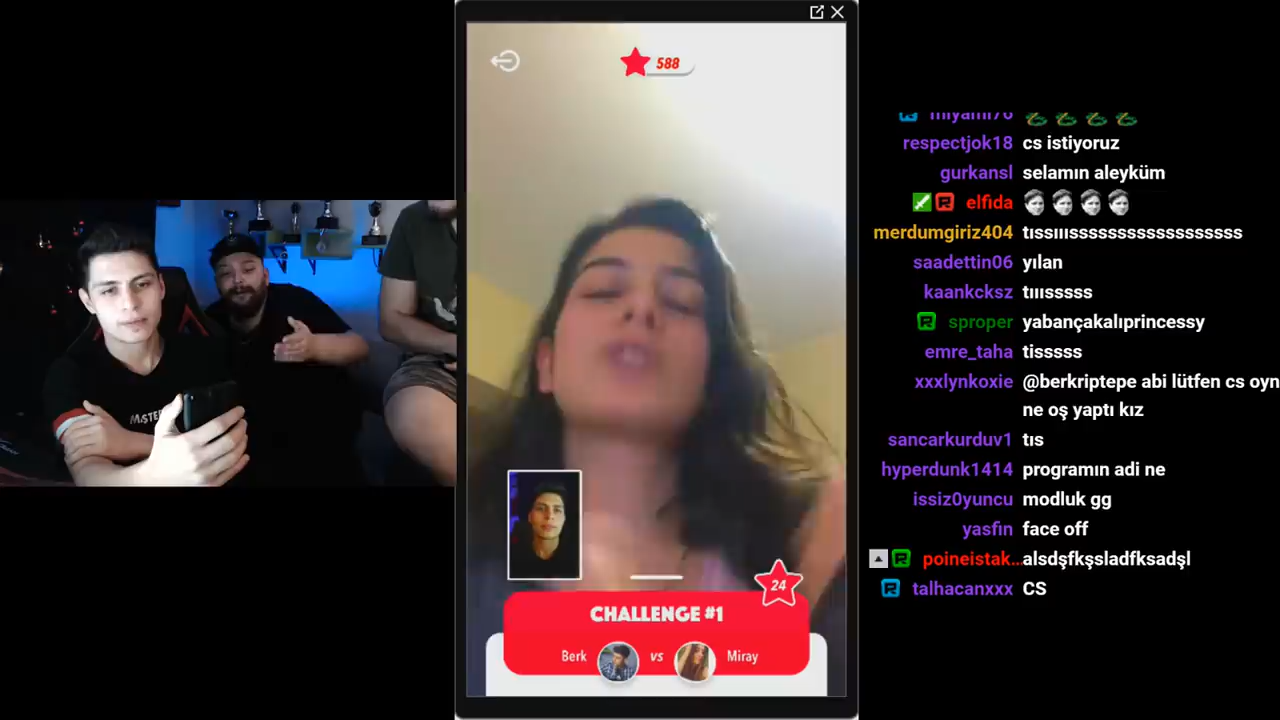 588
CHALLENGE #1
24
Berk vs Miray
miyami76
respectjok18 cs istiyoruz
gurkansl selamın aleyküm
elfida
merdumgiriz404 tıssıııssssssssssssssssss
saadettin06 yılan
kaankcksz tıııssssss
sproper yabançakalıprincessy
emre_taha tisssss
xxxlynkoxie @berkriptepe abi lütfen cs oyn
ne oş yaptı kız
sancarkurduv1 tıs
hyperdunk1414 programın adi ne
issiz0yuncu modluk gg
yasfin face off
poineistak... alsdşfkşsladfksadşl
talhacanxxx CS